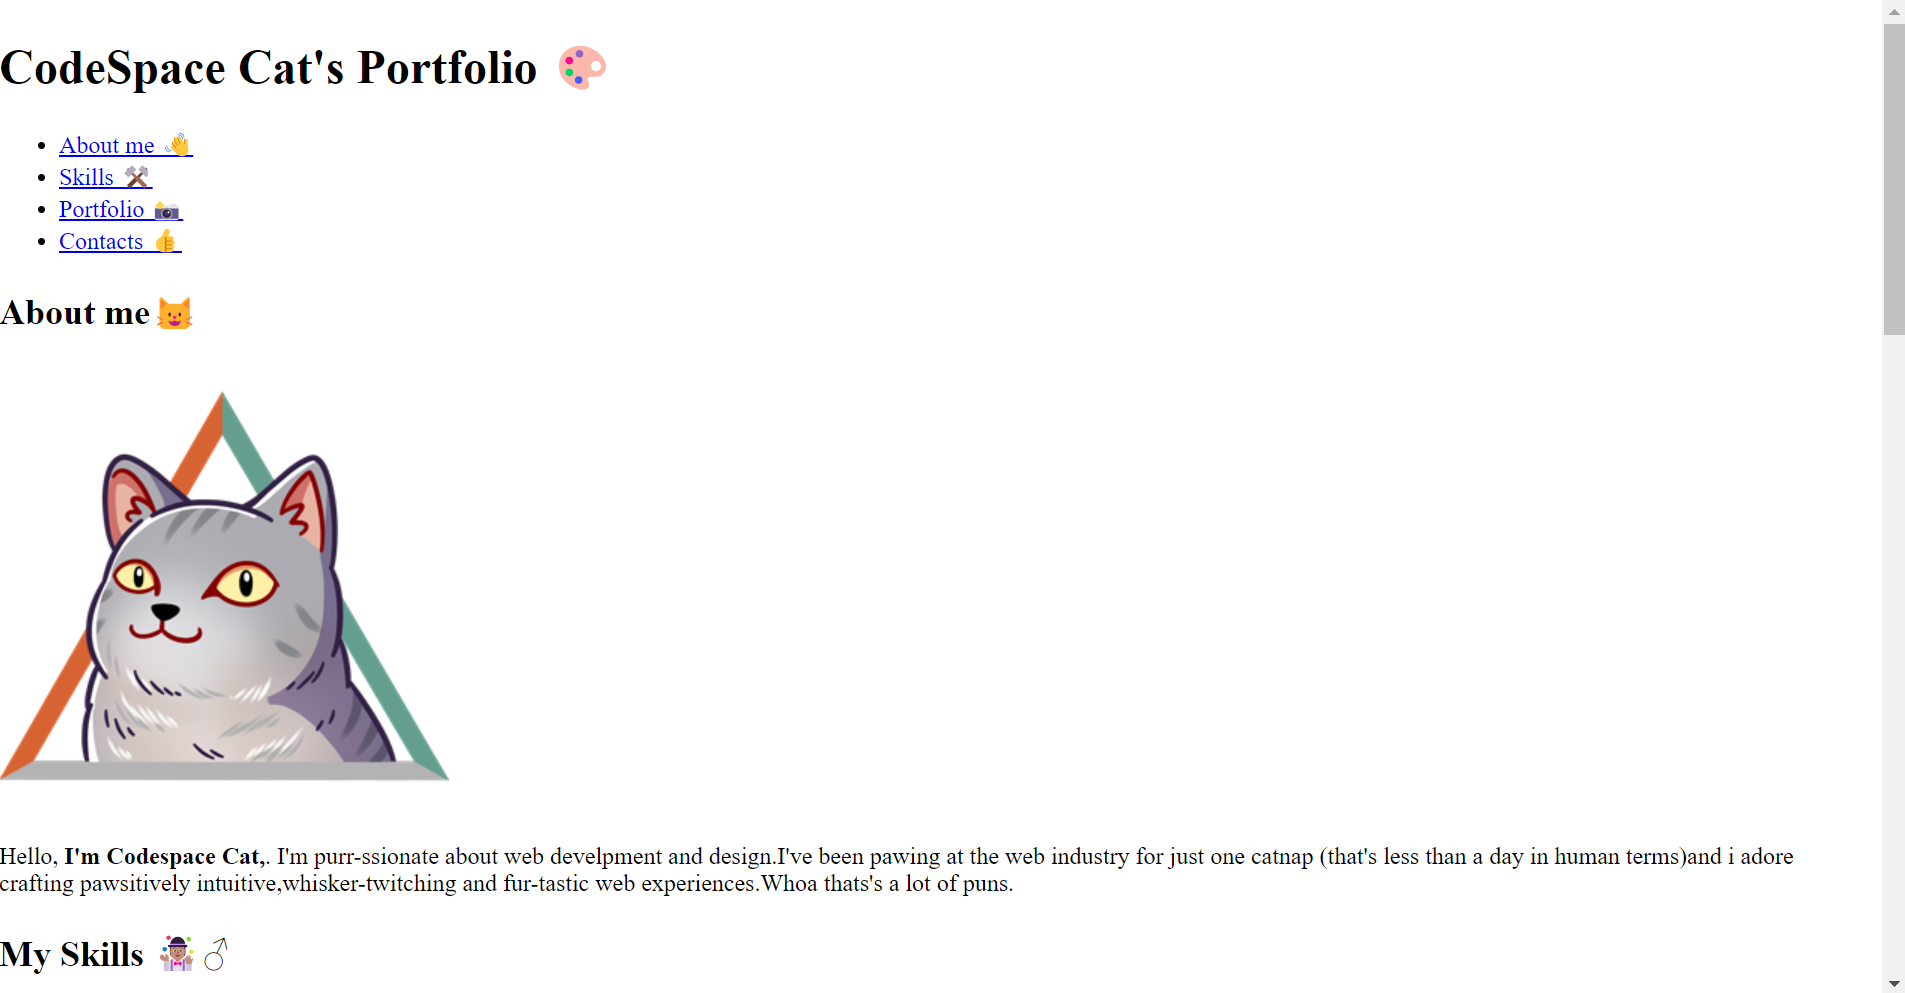 CodeSpace Cat's Portfolio 🎨
About me 👋
Skills ⚒️
Portfolio 📸
Contacts 👍
About me 😺
Hello, I'm Codespace Cat,. I'm purr-ssionate about web develpment and design.I've been pawing at the web industry for just one catnap (that's less than a day in human terms)and i adore
crafting pawsitively intuitive,whisker-twitching and fur-tastic web experiences.Whoa thats's a lot of puns.
My Skills 🤹🏽 ♂